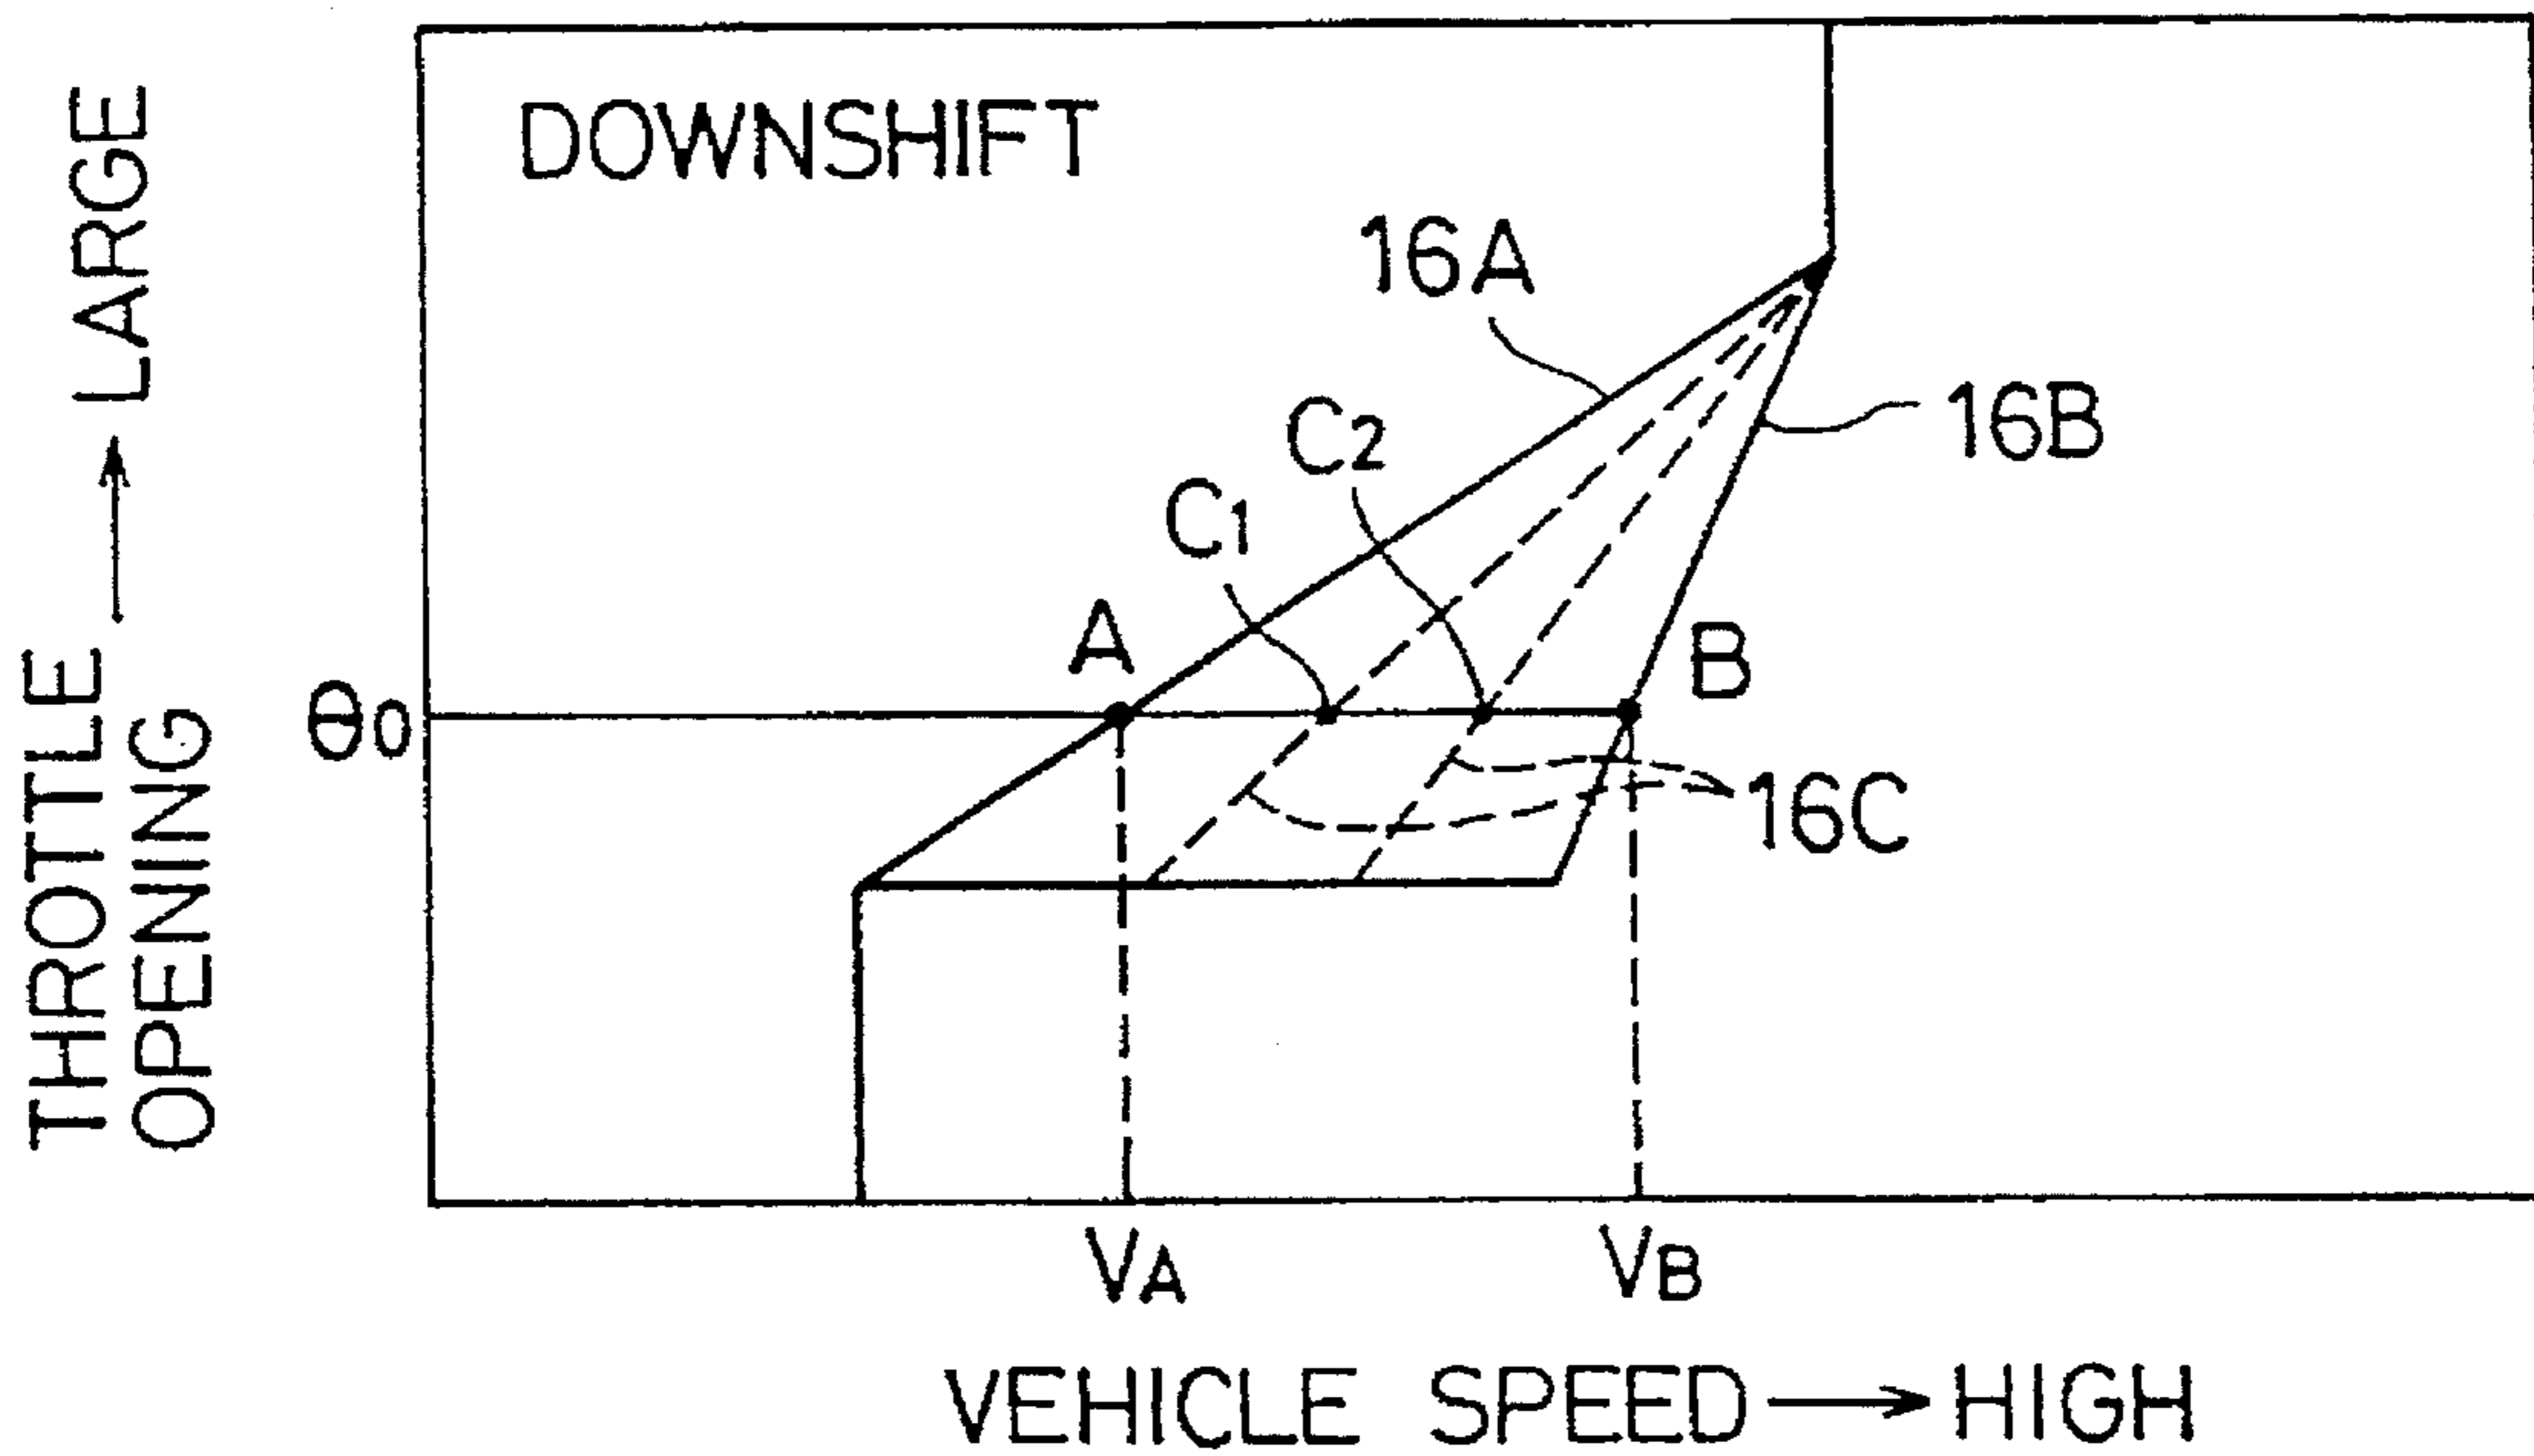 DOWNSHIFT
16A
16B
C2
C1
A
B
θ0
16C
THROTTLE OPENING → LARGE
VA
VB
VEHICLE SPEED → HIGH